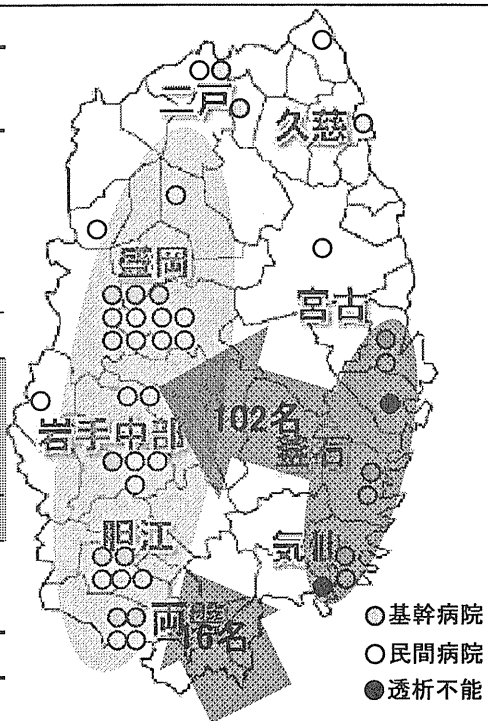 二戸
久慈
盛岡
宮古
102名
岩手中部
釜石
胆江
気仙
両磐
16名
基幹病院
民間病院
透析不能